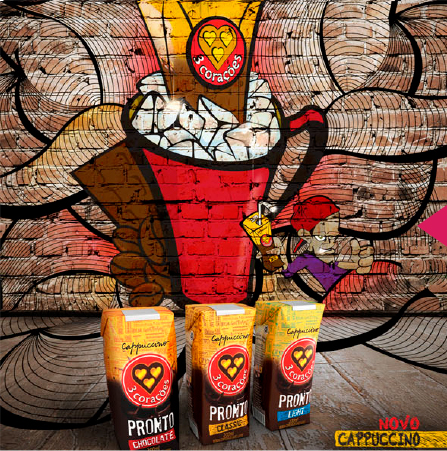 3 corações
Cappuccino
3 corações
PRONTO
CHOCOLATE
Cappuccino
3 corações
PRONTO
CLASSIC
Cappuccino
3 corações
PRONTO
LIGHT
NOVO
CAPPUCCINO